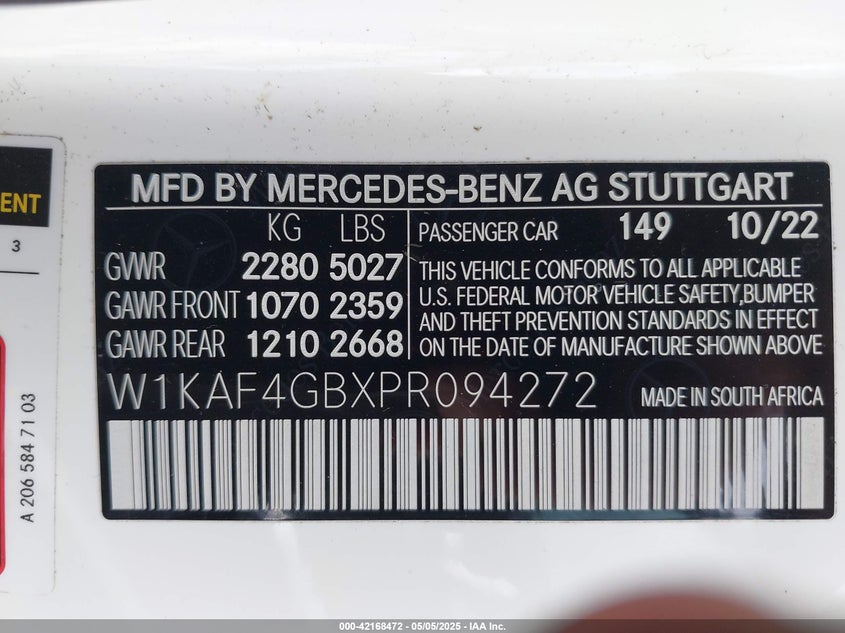 MFD BY MERCEDES-BENZ AG STUTTGART
KG LBS
GVWR 2280 5027
GAWR FRONT 1070 2359
GAWR REAR 1210 2668
PASSENGER CAR 149 10/22
THIS VEHICLE CONFORMS TO ALL APPLICABLE
U.S. FEDERAL MOTOR VEHICLE SAFETY,BUMPER
AND THEFT PREVENTION STANDARDS IN EFFECT
ON THE DATE OF MANUFACTURE SHOWN ABOVE
W1KAF4GBXPR094272 MADE IN SOUTH AFRICA
ENT
3
A 206 584 71 03
000-42168472 - 05/05/2025 - IAA Inc.